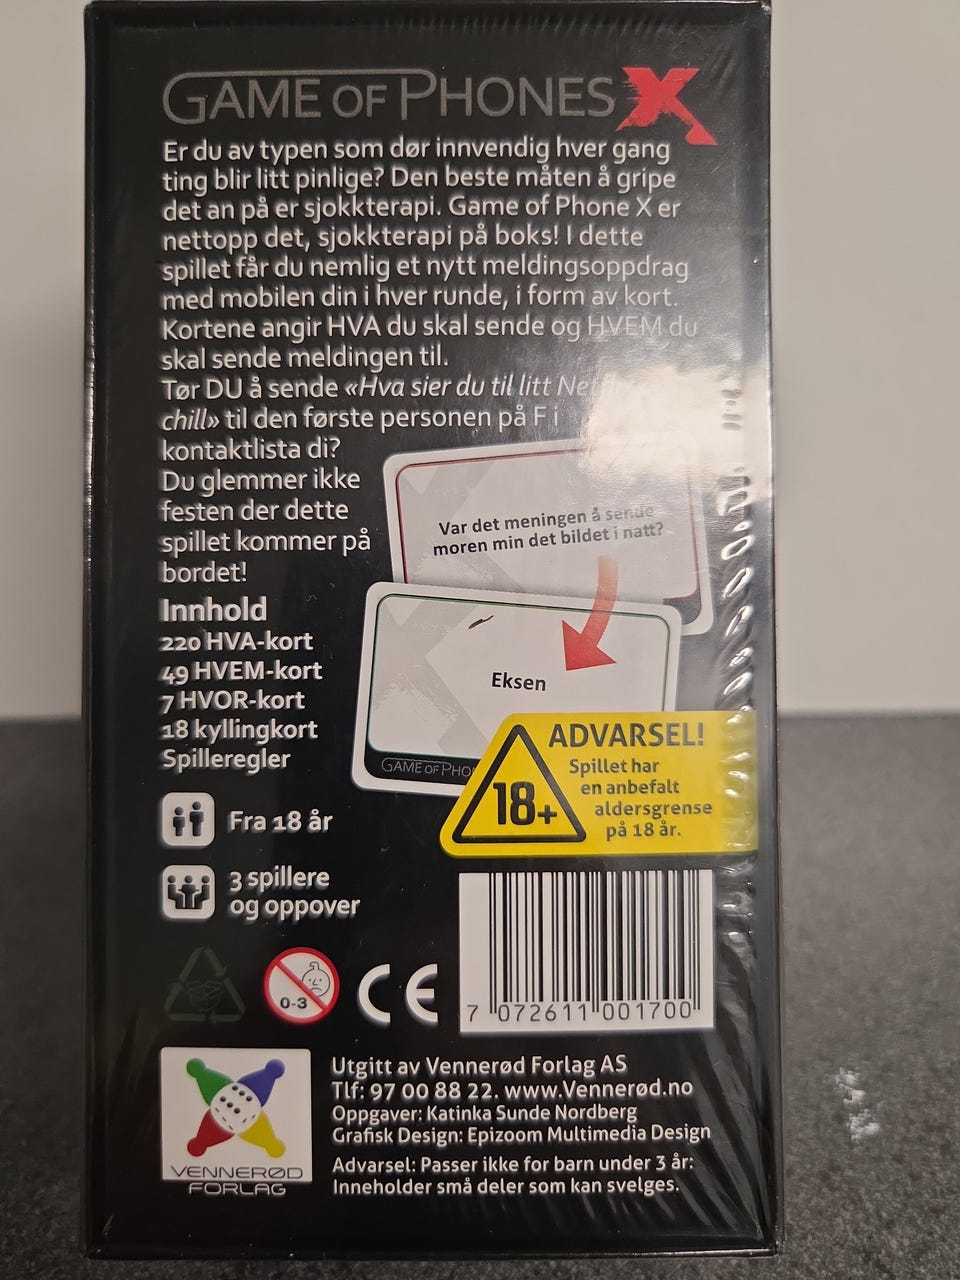 GAME OF PHONES X
Er du av typen som dør innvendig hver gang
ting blir litt pinlige? Den beste måten å gripe
det an på er sjokkterapi. Game of Phone X er
nettopp det, sjokkterapi på boks! I dette
spillet får du nemlig et nytt meldingsoppdrag
med mobilen din i hver runde, i form av kort.
Kortene angir HVA du skal sende og HVEM du
skal sende meldingen til.
Tør DU å sende «Hva sier du til litt
chill» til den første personen på F i
kontaktlista di?
Du glemmer ikke
festen der dette
spillet kommer på
bordet!
Var det meningen å sende
moren min det bildet i natt?
Eksen
GAME OF
Innhold
220 HVA-kort
49 HVEM-kort
7 HVOR-kort
18 kyllingkort
Spilleregler
ADVARSEL!
Spillet har
en anbefalt
aldersgrense
på 18 år.
18+
Fra 18 år
3 spillere
og oppover
0-3
CE
7 072611 001700
VENNERØD
FORLAG
Utgitt av Vennerød Forlag AS
Tlf: 97 00 88 22. www.Vennerød.no
Oppgaver: Katinka Sunde Nordberg
Grafisk Design: Epizoom Multimedia Design
Advarsel: Passer ikke for barn under 3 år:
Inneholder små deler som kan svelges.